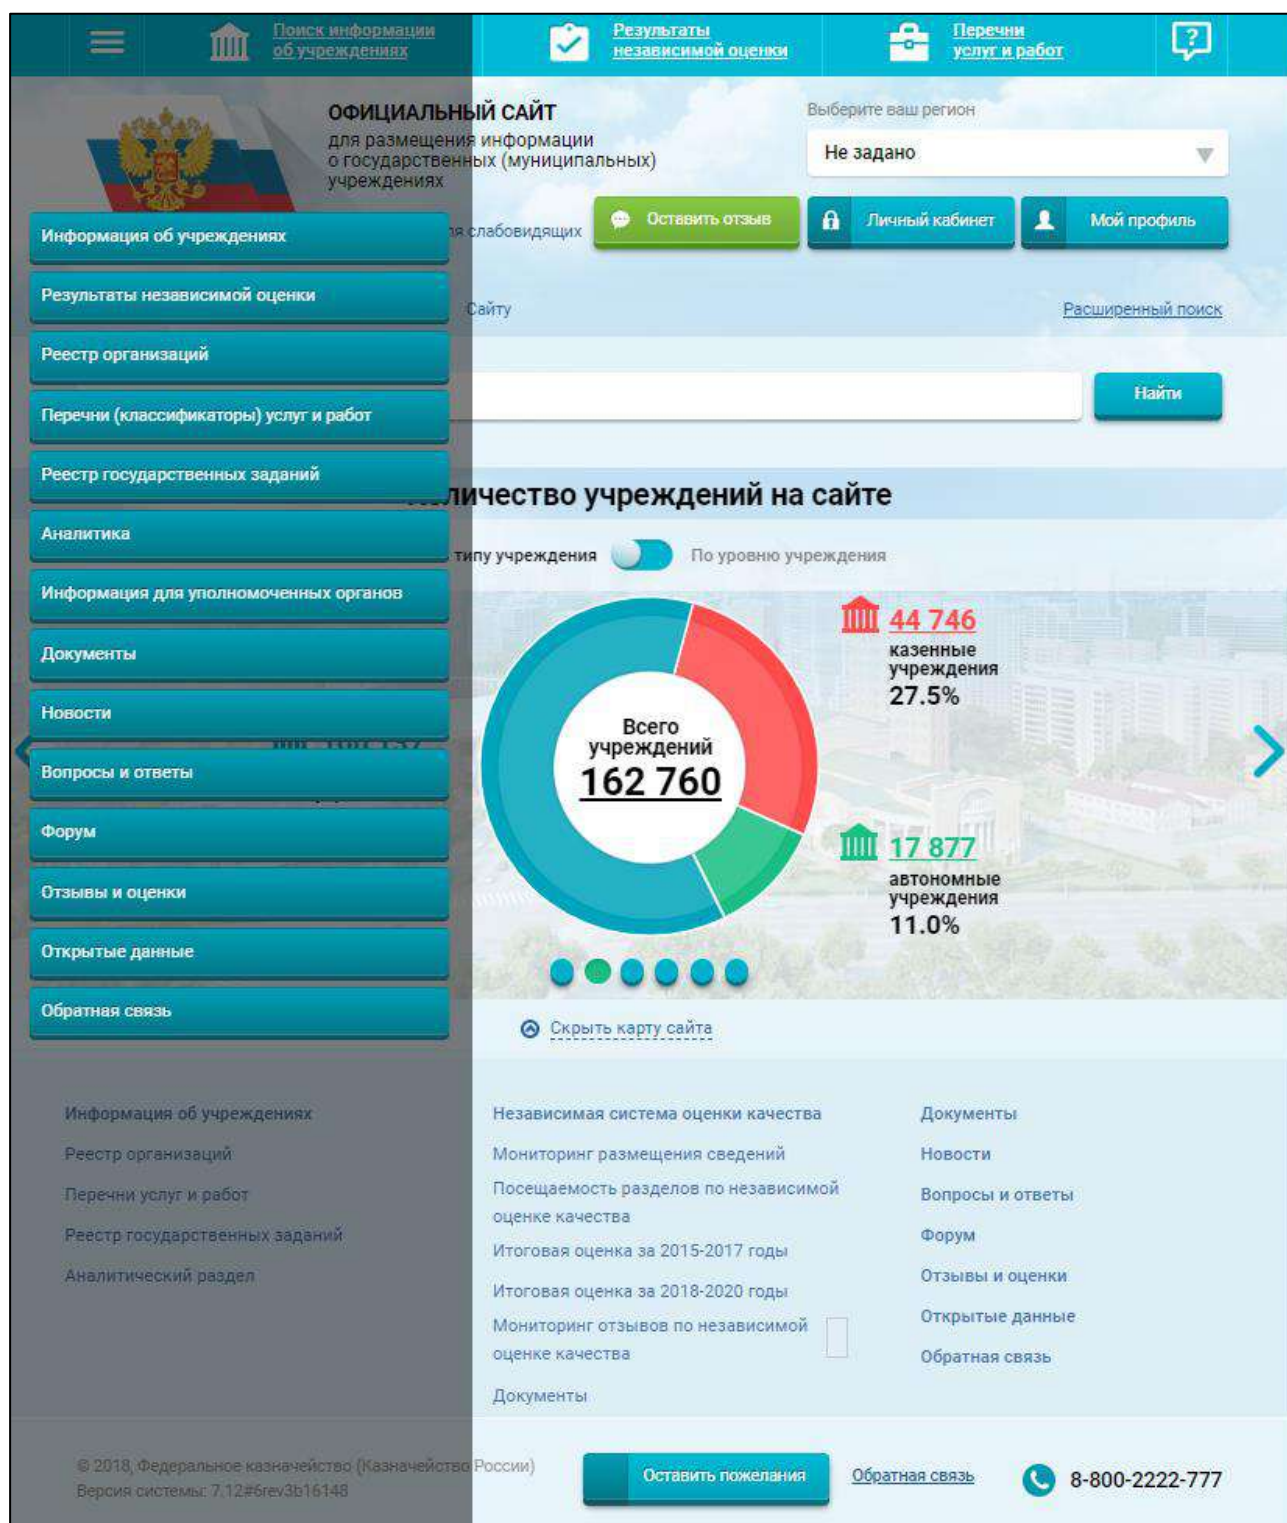 Поиск информации
об учреждениях
Результаты
независимой оценки
Перечни
услуг и работ
ОФИЦИАЛЬНЫЙ САЙТ
для размещения информации
о государственных (муниципальных)
учреждениях
Выберите ваш регион
Не задано
слабовидящих
Оставить отзыв
Личный кабинет
Мой профиль
Сайту
Расширенный поиск
Найти
Информация об учреждениях
Результаты независимой оценки
Реестр организаций
Перечни (классификаторы) услуг и работ
Реестр государственных заданий
Аналитика
Информация для уполномоченных органов
Документы
Новости
Вопросы и ответы
Форум
Отзывы и оценки
Открытые данные
Обратная связь
Количество учреждений на сайте
типу учреждения
По уровню учреждения
Всего
учреждений
162 760
44 746
казенные
учреждения
27.5%
17 877
автономные
учреждения
11.0%
Скрыть карту сайта
Информация об учреждениях
Реестр организаций
Перечни услуг и работ
Реестр государственных заданий
Аналитический раздел
Независимая система оценки качества
Мониторинг размещения сведений
Посещаемость разделов по независимой
оценке качества
Итоговая оценка за 2015-2017 годы
Итоговая оценка за 2018-2020 годы
Мониторинг отзывов по независимой
оценке качества
Документы
Документы
Новости
Вопросы и ответы
Форум
Отзывы и оценки
Открытые данные
Обратная связь
© 2018, Федеральное казначейство (Казначейство России)
Версия системы: 7.12#6rev3b16148
Оставить пожелания
Обратная связь
8-800-2222-777